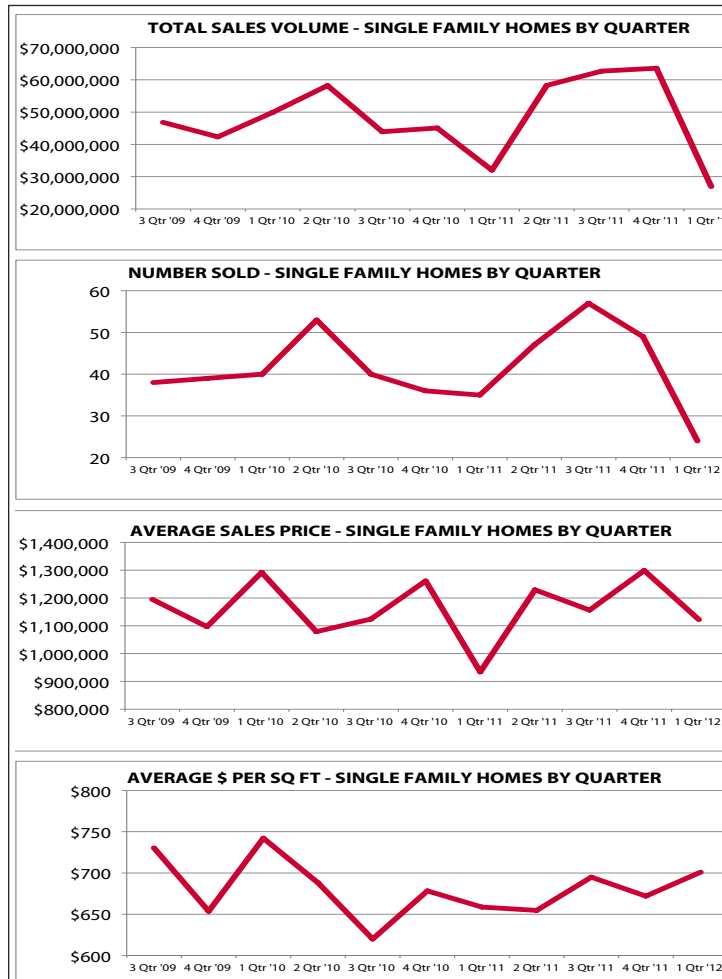 TOTAL SALES VOLUME - SINGLE FAMILY HOMES BY QUARTER
$70,000,000
$60,000,000
$50,000,000
$40,000,000
$30,000,000
$20,000,000
3 Qtr '09 4 Qtr '09 1 Qtr '10 2 Qtr '10 3 Qtr '10 4 Qtr '10 1 Qtr '11 2 Qtr '11 3 Qtr '11 4 Qtr '11 1 Qtr '1
NUMBER SOLD - SINGLE FAMILY HOMES BY QUARTER
60
50
40
30
20
3 Qtr '09 4 Qtr '09 1 Qtr '10 2 Qtr '10 3 Qtr '10 4 Qtr '10 1 Qtr '11 2 Qtr '11 3 Qtr '11 4 Qtr '11 1 Qtr '12
AVERAGE SALES PRICE - SINGLE FAMILY HOMES BY QUARTER
$1,400,000
$1,300,000
$1,200,000
$1,100,000
$1,000,000
$900,000
$800,000
3 Qtr '09 4 Qtr '09 1 Qtr '10 2 Qtr '10 3 Qtr '10 4 Qtr '10 1 Qtr '11 2 Qtr '11 3 Qtr '11 4 Qtr '11 1 Qtr '12
AVERAGE $ PER SQ FT - SINGLE FAMILY HOMES BY QUARTER
$800
$750
$700
$650
$600
3 Qtr '09 4 Qtr '09 1 Qtr '10 2 Qtr '10 3 Qtr '10 4 Qtr '10 1 Qtr '11 2 Qtr '11 3 Qtr '11 4 Qtr '11 1 Qtr '12